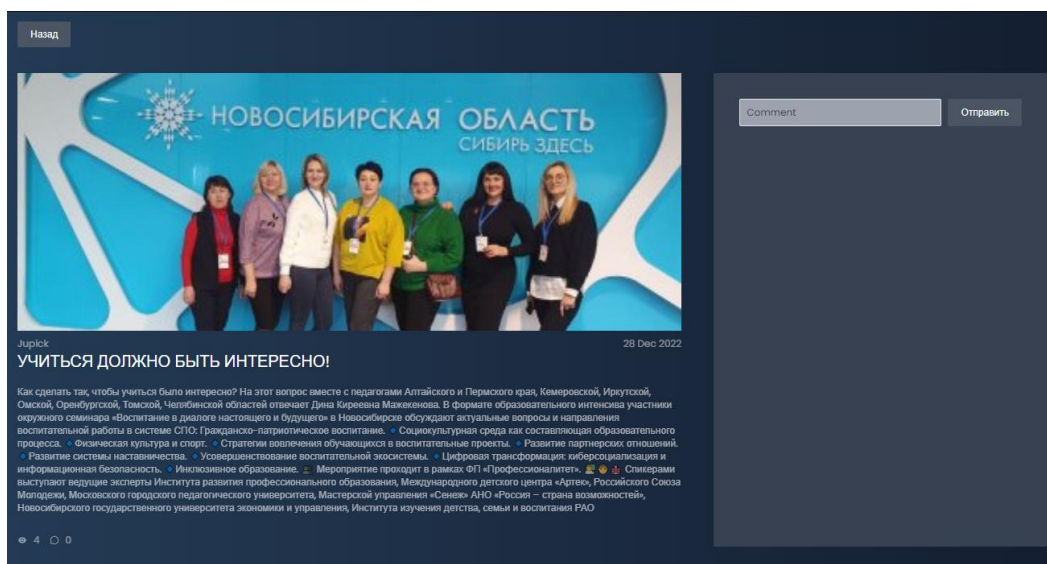 Назад
НОВОСИБИРСКАЯ ОБЛАСТЬ
СИБИРЬ ЗДЕСЬ
Comment
Отправить
Jupick
28 Dec 2022
УЧИТЬСЯ ДОЛЖНО БЫТЬ ИНТЕРЕСНО!
Как сделать так, чтобы учиться было интересно? На этот вопрос вместе с педагогами Алтайского и Пермского края, Кемеровской, Иркутской,
Омской, Оренбургской, Томской, Челябинской областей отвечает Дина Киреевна Мажекенова. В формате образовательного интенсива участники
окружного семинара «Воспитание в диалоге настоящего и будущего» в Новосибирске обсуждают актуальные вопросы и направления
воспитательной работы в системе СПО: Гражданско-патриотическое воспитание. 🔹 Социокультурная среда как составляющая образовательного
процесса. 🔹 Физическая культура и спорт. 🔹 Стратегии вовлечения обучающихся в воспитательные проекты. 🔹 Развитие партнерских отношений.
🔹 Развитие системы наставничества. 🔹 Усовершенствование воспитательной экосистемы. 🔹 Цифровая трансформация: киберсоциализация и
информационная безопасность. 🔹 Инклюзивное образование. Мероприятие проходит в рамках ФП «Профессионалитет». Спикерами
выступают ведущие эксперты Института развития профессионального образования, Международного детского центра «Артек», Российского Союза
Молодежи, Московского городского педагогического университета, Мастерской управления «Сенеж» АНО «Россия – страна возможностей»,
Новосибирского государственного университета экономики и управления, Института изучения детства, семьи и воспитания РАО
4 0